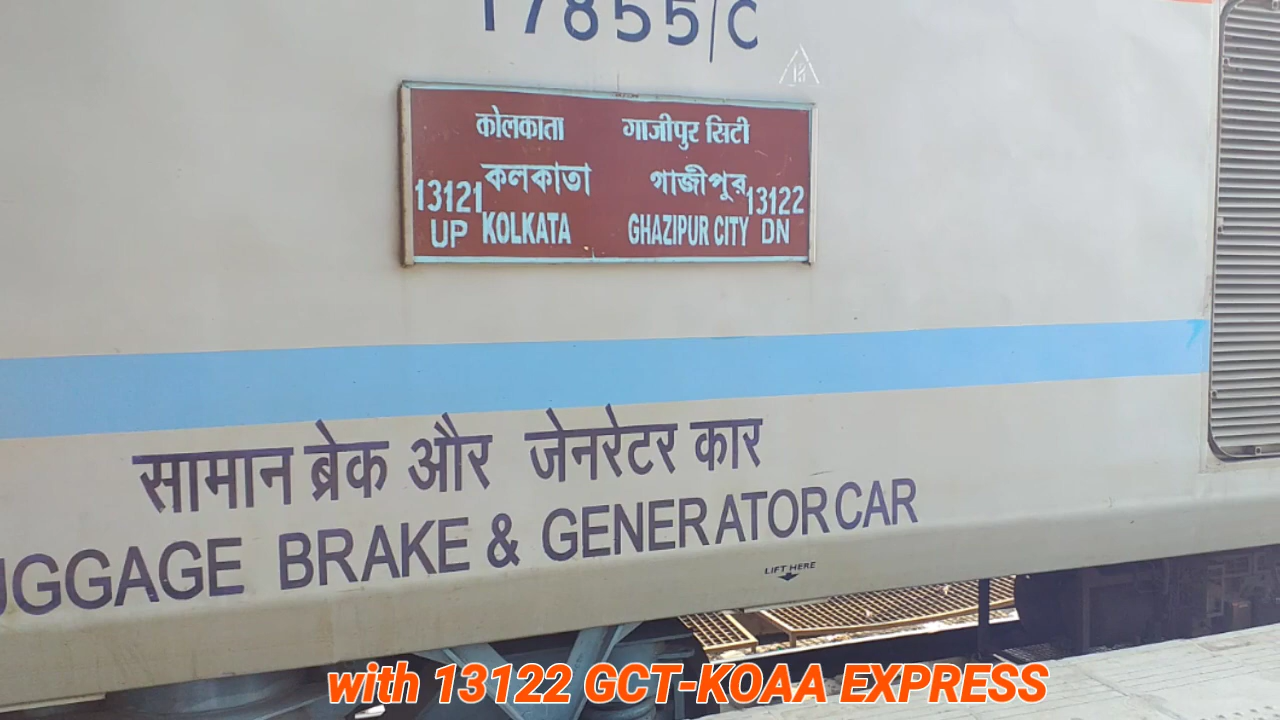 17855/C
कोलकाता गाजीपुर सिटी
কলকাতা গাজীপুর
13121 13122
UP KOLKATA GHAZIPUR CITY DN
सामान ब्रेक और जेनरेटर कार
UGGAGE BRAKE & GENERATOR CAR
LIFT HERE
with 13122 GCT-KOAA EXPRESS